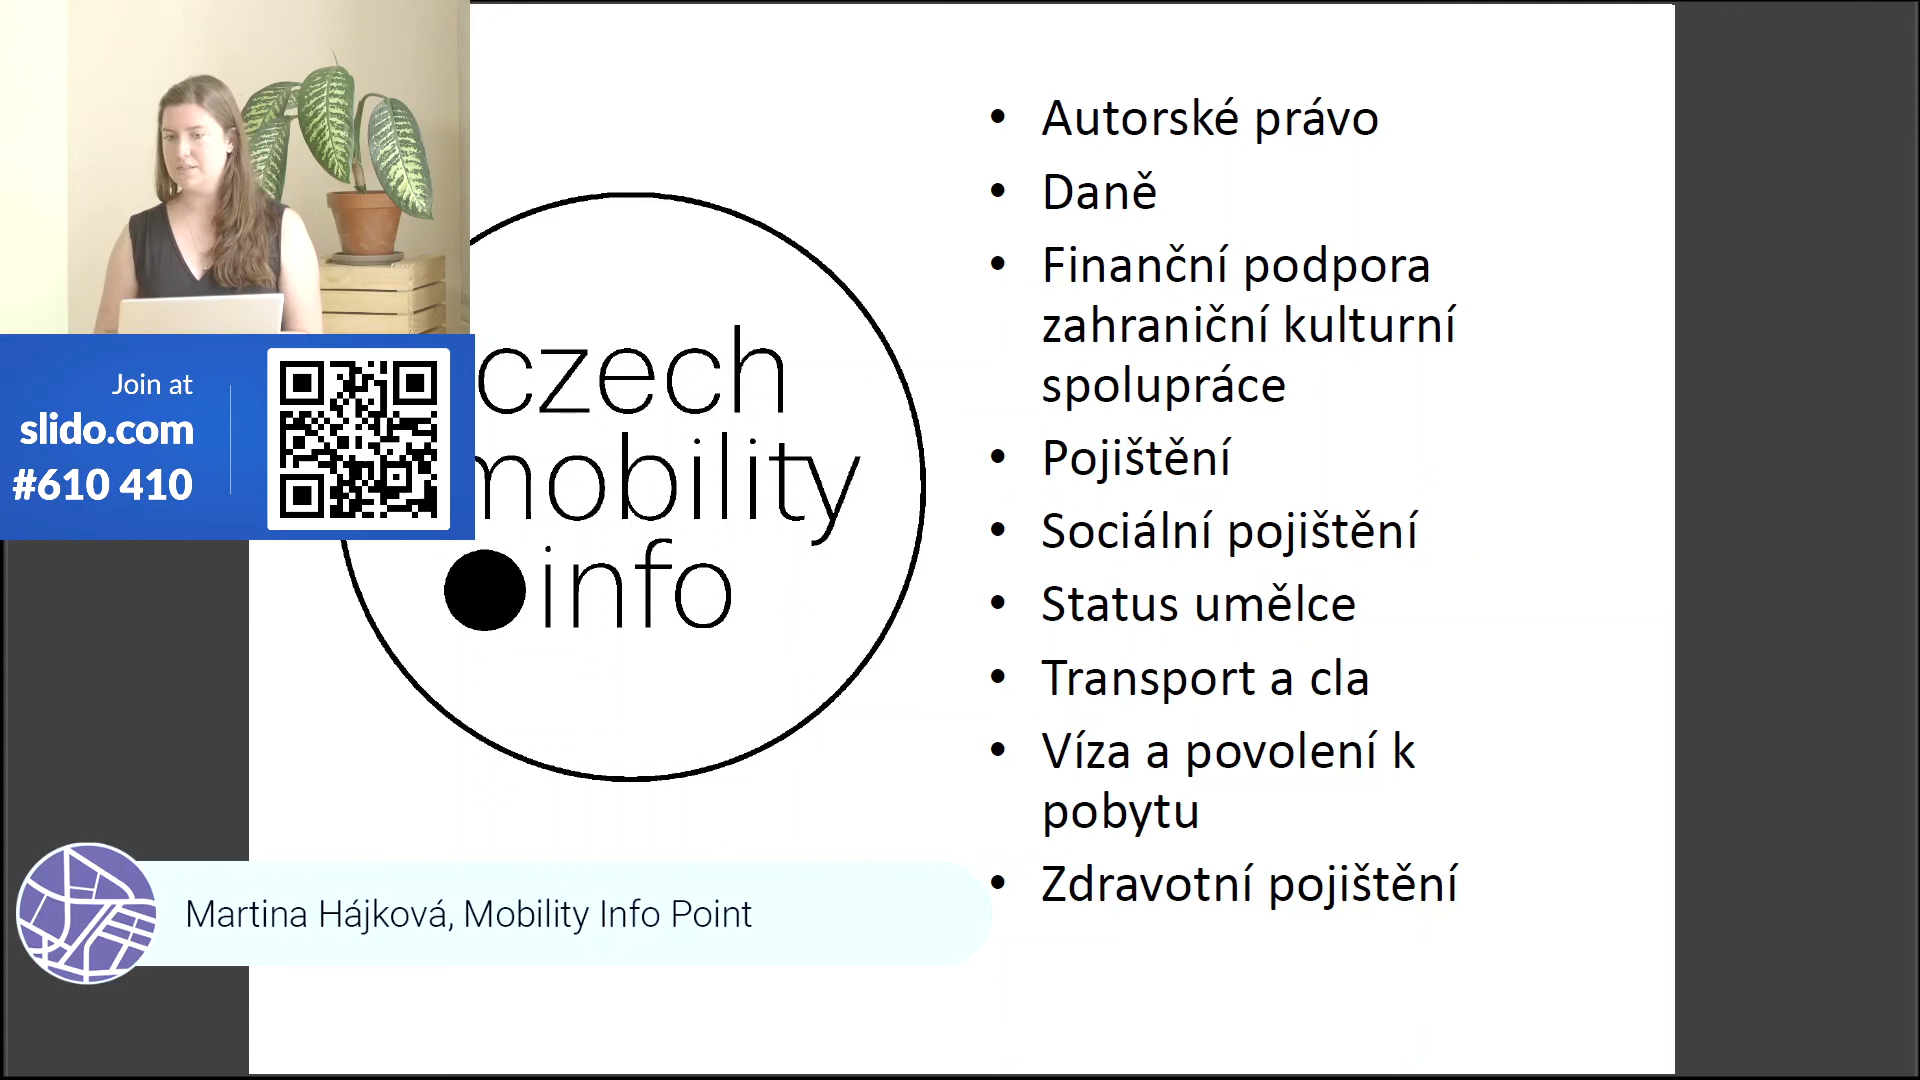 Join at
slido.com
#610 410
czech
mobility
info
Autorské právo
Daně
Finanční podpora
zahraniční kulturní
spolupráce
Pojištění
Sociální pojištění
Status umělce
Transport a cla
Víza a povolení k
pobytu
Zdravotní pojištění
Martina Hájková, Mobility Info Point